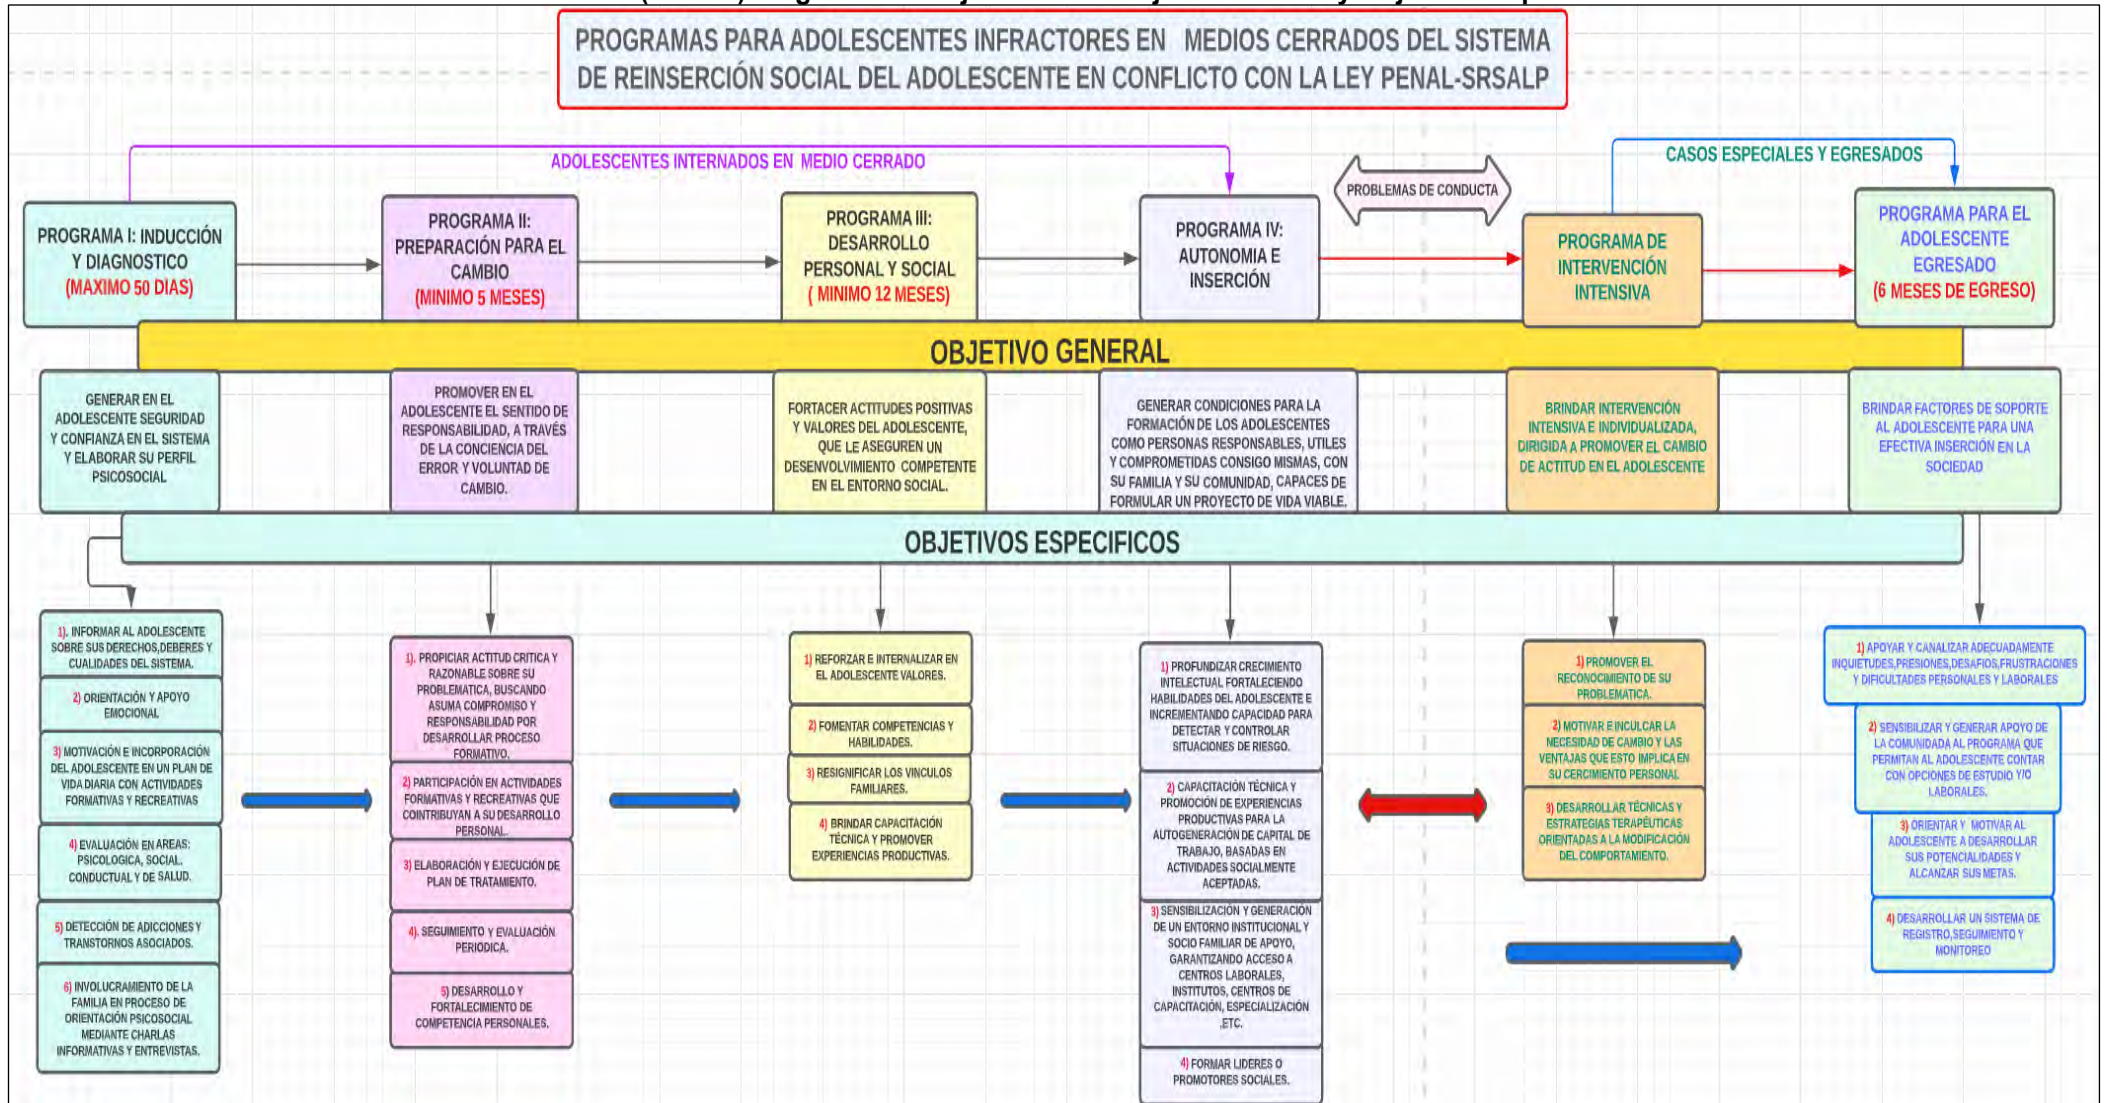 PROGRAMAS PARA ADOLESCENTES INFRACTORES EN MEDIOS CERRADOS DEL SISTEMA
DE REINSERCIÓN SOCIAL DEL ADOLESCENTE EN CONFLICTO CON LA LEY PENAL-SRSALP
ADOLESCENTES INTERNADOS EN MEDIO CERRADO
PROBLEMAS DE CONDUCTA
CASOS ESPECIALES Y EGRESADOS
PROGRAMA I: INDUCCIÓN
Y DIAGNOSTICO
(MAXIMO 50 DÍAS)
PROGRAMA II:
PREPARACIÓN PARA EL
CAMBIO
(MINIMO 5 MESES)
PROGRAMA III:
DESARROLLO
PERSONAL Y SOCIAL
( MINIMO 12 MESES)
PROGRAMA IV:
AUTONOMIA E
INSERCIÓN
PROGRAMA DE
INTERVENCIÓN
INTENSIVA
PROGRAMA PARA EL
ADOLESCENTE
EGRESADO
(6 MESES DE EGRESO)
OBJETIVO GENERAL
GENERAR EN EL
ADOLESCENTE SEGURIDAD
Y CONFIANZA EN EL SISTEMA
Y ELABORAR SU PERFIL
PSICOSOCIAL
PROMOVER EN EL
ADOLESCENTE EL SENTIDO DE
RESPONSABILIDAD, A TRAVÉS
DE LA CONCIENCIA DEL
ERROR Y VOLUNTAD DE
CAMBIO.
FORTACER ACTITUDES POSITIVAS
Y VALORES DEL ADOLESCENTE,
QUE LE ASEGUREN UN
DESENVOLVIMIENTO COMPETENTE
EN EL ENTORNO SOCIAL.
GENERAR CONDICIONES PARA LA
FORMACIÓN DE LOS ADOLESCENTES
COMO PERSONAS RESPONSABLES, UTILES
Y COMPROMETIDAS CONSIGO MISMAS, CON
SU FAMILIA Y SU COMUNIDAD, CAPACES DE
FORMULAR UN PROYECTO DE VIDA VIABLE.
BRINDAR INTERVENCIÓN
INTENSIVA E INDIVIDUALIZADA,
DIRIGIDA A PROMOVER EL CAMBIO
DE ACTITUD EN EL ADOLESCENTE
BRINDAR FACTORES DE SOPORTE
AL ADOLESCENTE PARA UNA
EFECTIVA INSERCIÓN EN LA
SOCIEDAD
OBJETIVOS ESPECIFICOS
1). INFORMAR AL ADOLESCENTE
SOBRE SUS DERECHOS,DEBERES Y
CUALIDADES DEL SISTEMA.
2) ORIENTACIÓN Y APOYO
EMOCIONAL
3) MOTIVACIÓN E INCORPORACIÓN
DEL ADOLESCENTE EN UN PLAN DE
VIDA DIARIA CON ACTIVIDADES
FORMATIVAS Y RECREATIVAS
4) EVALUACIÓN EN AREAS:
PSICOLOGICA, SOCIAL.
CONDUCTUAL Y DE SALUD.
5) DETECCIÓN DE ADICCIONES Y
TRANSTORNOS ASOCIADOS.
6) INVOLUCRAMIENTO DE LA
FAMILIA EN PROCESO DE
ORIENTACIÓN PSICOSOCIAL
MEDIANTE CHARLAS
INFORMATIVAS Y ENTREVISTAS.
1). PROPICIAR ACTITUD CRITICA Y
RAZONABLE SOBRE SU
PROBLEMATICA, BUSCANDO
ASUMA COMPROMISO Y
RESPONSABILIDAD POR
DESARROLLAR PROCESO
FORMATIVO.
2) PARTICIPACIÓN EN ACTIVIDADES
FORMATIVAS Y RECREATIVAS QUE
COINTRIBUYAN A SU DESARROLLO
PERSONAL.
3) ELABORACIÓN Y EJECUCIÓN DE
PLAN DE TRATAMIENTO.
4). SEGUIMIENTO Y EVALUACIÓN
PERIODICA.
5) DESARROLLO Y
FORTALECIMIENTO DE
COMPETENCIA PERSONALES.
1) REFORZAR E INTERNALIZAR EN
EL ADOLESCENTE VALORES.
2) FOMENTAR COMPETENCIAS Y
HABILIDADES.
3) RESIGNIFICAR LOS VINCULOS
FAMILIARES.
4) BRINDAR CAPACITACIÓN
TÉCNICA Y PROMOVER
EXPERIENCIAS PRODUCTIVAS.
1) PROFUNDIZAR CRECIMIENTO
INTELECTUAL FORTALECIENDO
HABILIDADES DEL ADOLESCENTE E
INCREMENTANDO CAPACIDAD PARA
DETECTAR Y CONTROLAR
SITUACIONES DE RIESGO.
2) CAPACITACIÓN TÉCNICA Y
PROMOCIÓN DE EXPERIENCIAS
PRODUCTIVAS PARA LA
AUTOGENERACIÓN DE CAPITAL DE
TRABAJO, BASADAS EN
ACTIVIDADES SOCIALMENTE
ACEPTADAS.
3) SENSIBILIZACIÓN Y GENERACIÓN
DE UN ENTORNO INSTITUCIONAL Y
SOCIO FAMILIAR DE APOYO,
GARANTIZANDO ACCESO A
CENTROS LABORALES,
INSTITUTOS, CENTROS DE
CAPACITACIÓN, ESPECIALIZACIÓN
,ETC.
4) FORMAR LIDERES O
PROMOTORES SOCIALES.
1) PROMOVER EL
RECONOCIMIENTO DE SU
PROBLEMATICA.
2) MOTIVAR E INCULCAR LA
NECESIDAD DE CAMBIO Y LAS
VENTAJAS QUE ESTO IMPLICA EN
SU CERCIMIENTO PERSONAL
3) DESARROLLAR TÉCNICAS Y
ESTRATEGIAS TERAPÉUTICAS
ORIENTADAS A LA MODIFICACIÓN
DEL COMPORTAMIENTO.
1) APOYAR Y CANALIZAR ADECUADAMENTE
INQUIETUDES,PRESIONES,DESAFIOS,FRUSTRACIONES
Y DIFICULTADES PERSONALES Y LABORALES
2) SENSIBILIZAR Y GENERAR APOYO DE
LA COMUNIDADA AL PROGRAMA QUE
PERMITAN AL ADOLESCENTE CONTAR
CON OPCIONES DE ESTUDIO Y/O
LABORALES.
3) ORIENTAR Y MOTIVAR AL
ADOLESCENTE A DESARROLLAR
SUS POTENCIALIDADES Y
ALCANZAR SUS METAS.
4) DESARROLLAR UN SISTEMA DE
REGISTRO,SEGUIMIENTO Y
MONITOREO